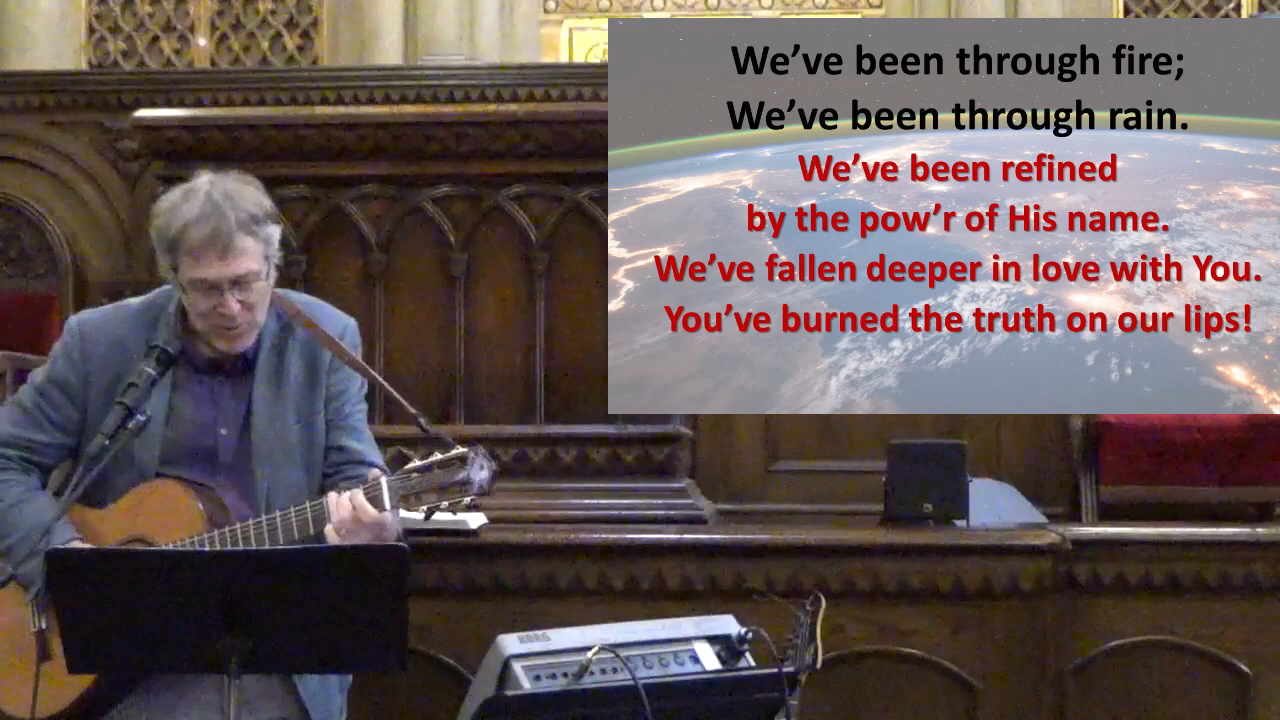 We’ve been through fire;
We’ve been through rain.
We’ve been refined
by the pow’r of His name.
We’ve fallen deeper in love with You.
You’ve burned the truth on our lips!
KORG